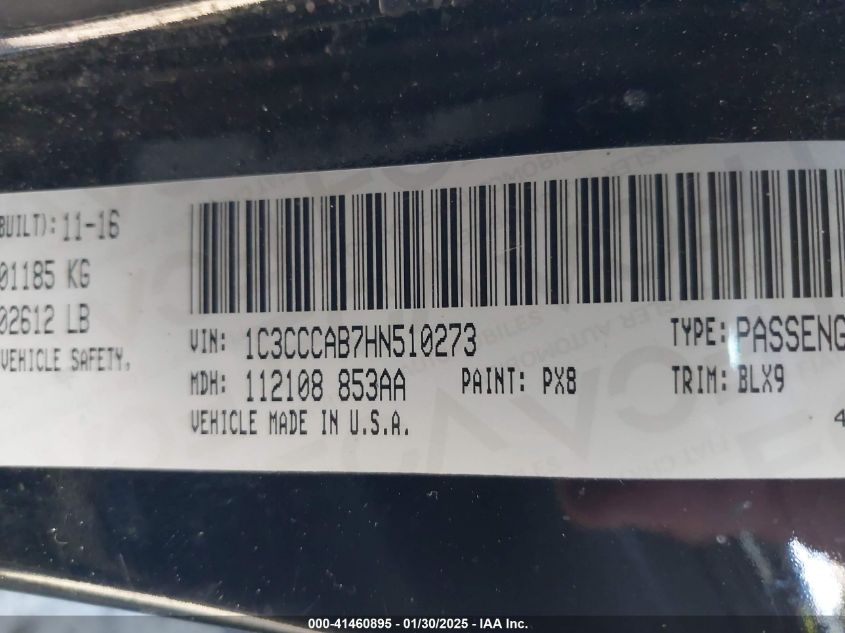 BUILT): 11-16
01185 KG
02612 LB
VEHICLE SAFETY,
VIN: 1C3CCCAB7HN510273
TYPE: PASSENG
MDH: 112108 853AA
PAINT: PX8
TRIM: BLX9
VEHICLE MADE IN U.S.A.
4
000-41460895 - 01/30/2025 - IAA Inc.